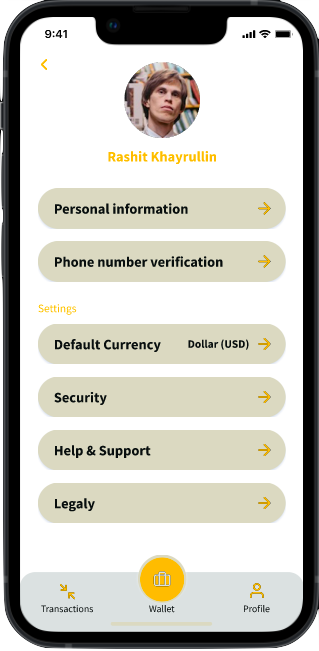 9:41
Rashit Khayrullin
Personal information
Phone number verification
Settings
Default Currency Dollar (USD)
Security
Help & Support
Legaly
Transactions Wallet Profile